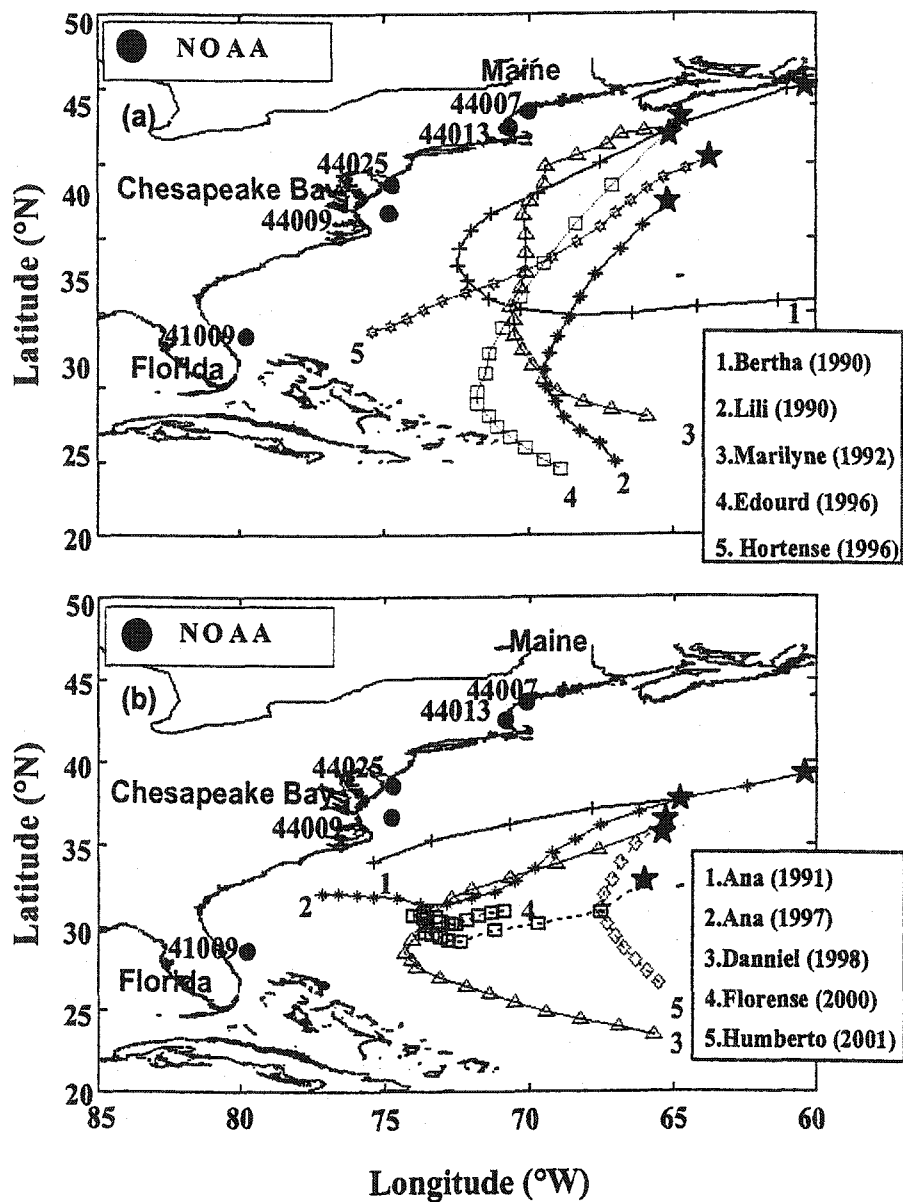 50
NOAA
Maine
45
(a)
44007
44013
40
44025
Chesapeake Bay
44009
35
Latitude (°N)
41009
30
Florida
5
1
3
2
4
25
20
1.Bertha (1990)
2.Lili (1990)
3.Marilyne (1992)
4.Edourd (1996)
5. Hortense (1996)
50
NOAA
Maine
45
(b)
44007
44013
40
44025
Chesapeake Bay
44009
35
Latitude (°N)
1
2
4
30
41009
Florida
5
3
25
20
1.Ana (1991)
2.Ana (1997)
3.Danniel (1998)
4.Florense (2000)
5.Humberto (2001)
85 80 75 70 65 60
Longitude (°W)